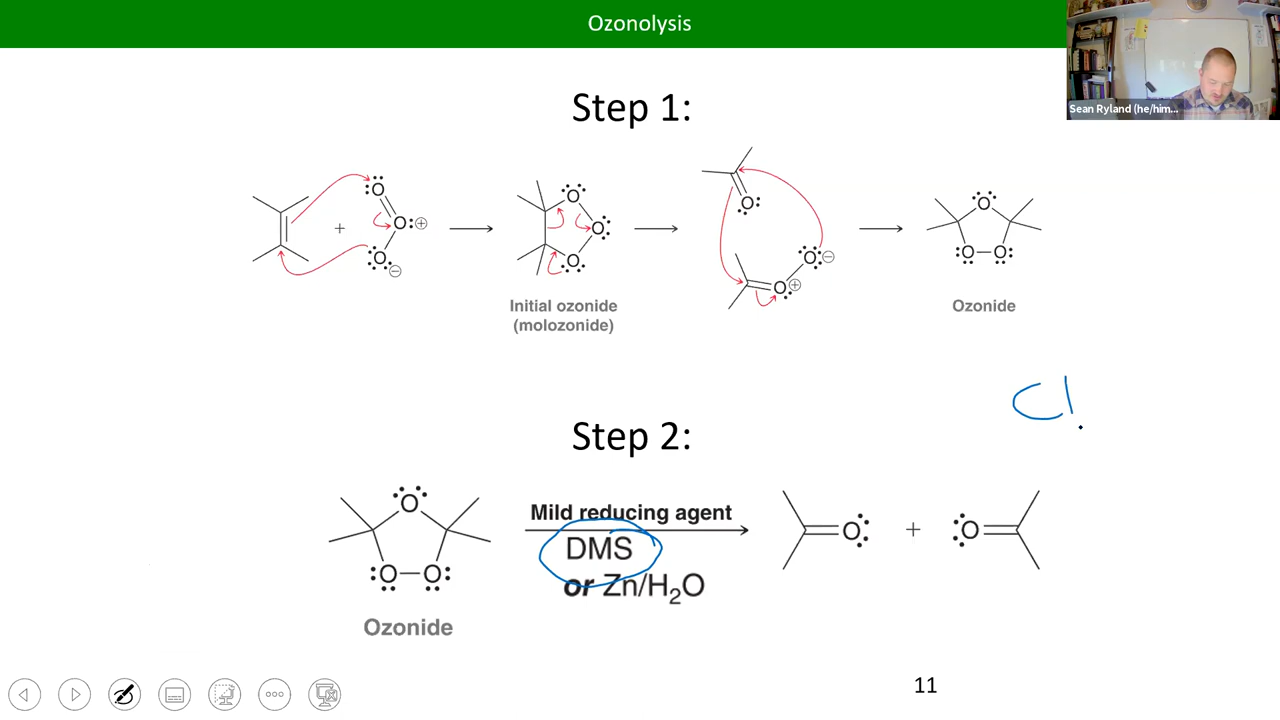 Ozonolysis
Sean Ryland (he/him...
Step 1:
O
+
O
⊕
O
⊖
O
O
O
O
O
⊖
O
⊕
O
O
O
Initial ozonide
(molozonide)
Ozonide
Step 2:
O
O
O
Mild reducing agent
DMS
or Zn/H₂O
O
+
O
Ozonide
11